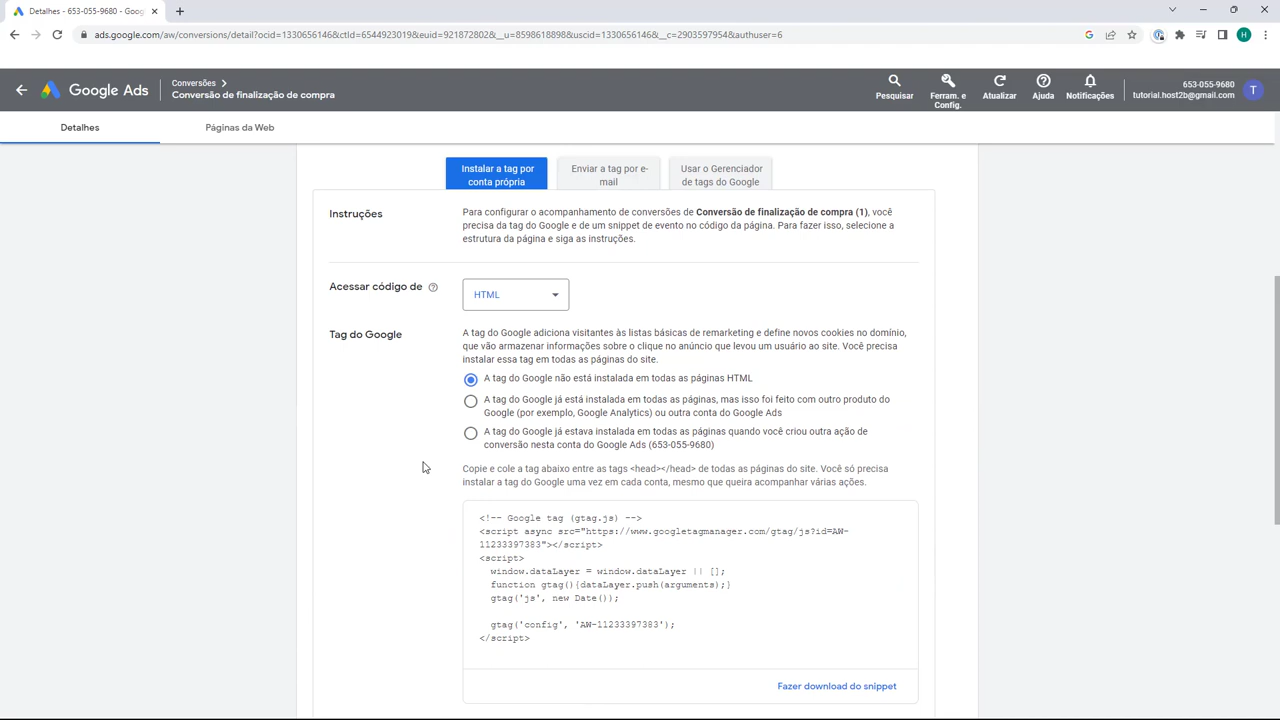 Detalhes - 653-055-9680 - Goog
ads.google.com/aw/conversions/detail?ocid=1330656146&ctId=6544923019&euid=921872802&__u=8598618898&uscid=1330656146&__c=2903597954&authuser=6
H
Google Ads
Conversões
Conversão de finalização de compra
Pesquisar
Ferram. e
Config.
Atualizar
Ajuda
Notificações
653-055-9680
tutorial.host2b@gmail.com
T
Detalhes
Páginas da Web
Instalar a tag por
conta própria
Enviar a tag por e-
mail
Usar o Gerenciador
de tags do Google
Instruções
Para configurar o acompanhamento de conversões de Conversão de finalização de compra (1), você
precisa da tag do Google e de um snippet de evento no código da página. Para fazer isso, selecione a
estrutura da página e siga as instruções.
Acessar código de
HTML
Tag do Google
A tag do Google adiciona visitantes às listas básicas de remarketing e define novos cookies no domínio,
que vão armazenar informações sobre o clique no anúncio que levou um usuário ao site. Você precisa
instalar essa tag em todas as páginas do site.
A tag do Google não está instalada em todas as páginas HTML
A tag do Google já está instalada em todas as páginas, mas isso foi feito com outro produto do
Google (por exemplo, Google Analytics) ou outra conta do Google Ads
A tag do Google já estava instalada em todas as páginas quando você criou outra ação de
conversão nesta conta do Google Ads (653-055-9680)
Copie e cole a tag abaixo entre as tags <head></head> de todas as páginas do site. Você só precisa
instalar a tag do Google uma vez em cada conta, mesmo que queira acompanhar várias ações.
<!-- Google tag (gtag.js) -->
<script async src="https://www.googletagmanager.com/gtag/js?id=AW-
11233397383"></script>
<script>
window.dataLayer = window.dataLayer || [];
function gtag(){dataLayer.push(arguments);}
gtag('js', new Date());
gtag('config', 'AW-11233397383');
</script>
Fazer download do snippet